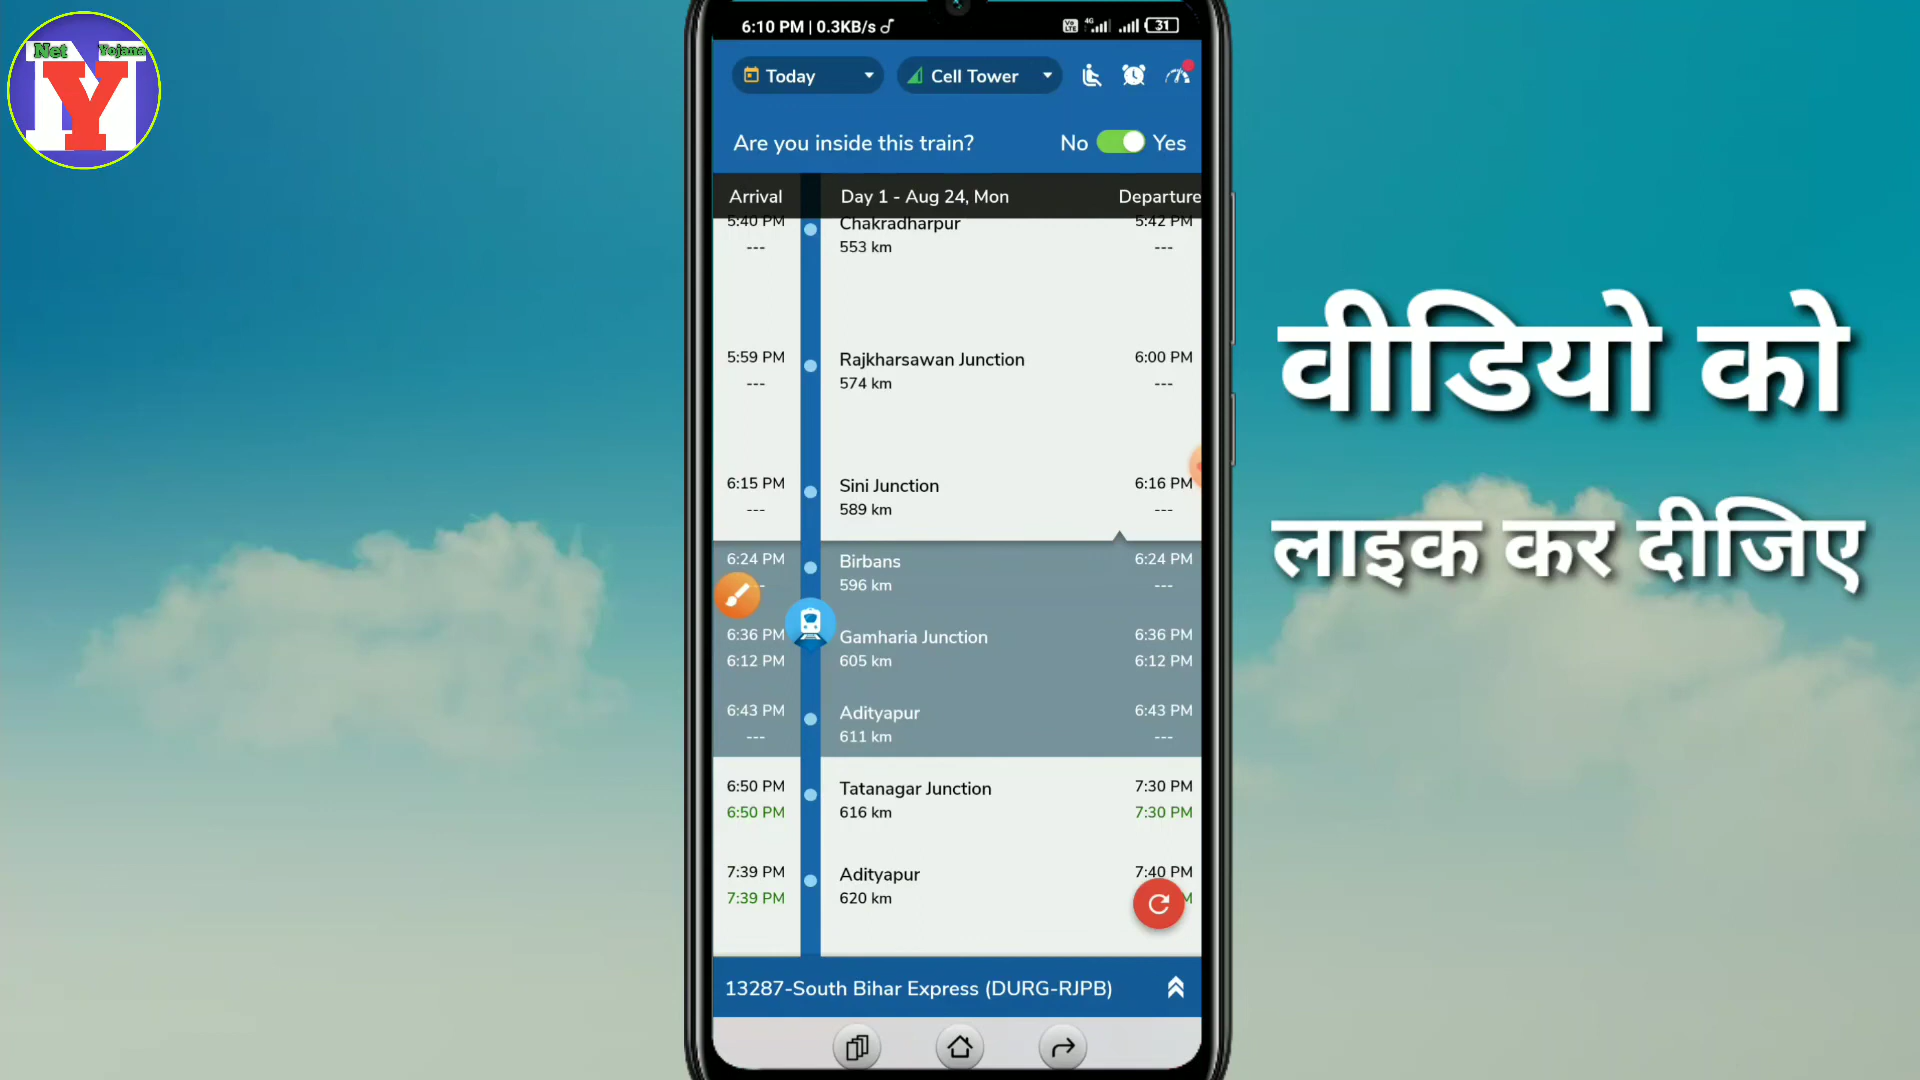 Net Yojana
NY
6:10 PM | 0.3KB/s
Vo LTE 4G 31
Today
Cell Tower
Are you inside this train?
No Yes
Arrival Day 1 - Aug 24, Mon Departure
5:40 PM Chakradharpur 5:42 PM
--- 553 km ---
5:59 PM Rajkharsawan Junction 6:00 PM
--- 574 km ---
6:15 PM Sini Junction 6:16 PM
--- 589 km ---
6:24 PM Birbans 6:24 PM
- 596 km ---
6:36 PM Gamharia Junction 6:36 PM
6:12 PM 605 km 6:12 PM
6:43 PM Adityapur 6:43 PM
--- 611 km ---
6:50 PM Tatanagar Junction 7:30 PM
6:50 PM 616 km 7:30 PM
7:39 PM Adityapur 7:40 PM
7:39 PM 620 km
13287-South Bihar Express (DURG-RJPB)
वीडियो को
लाइक कर दीजिए